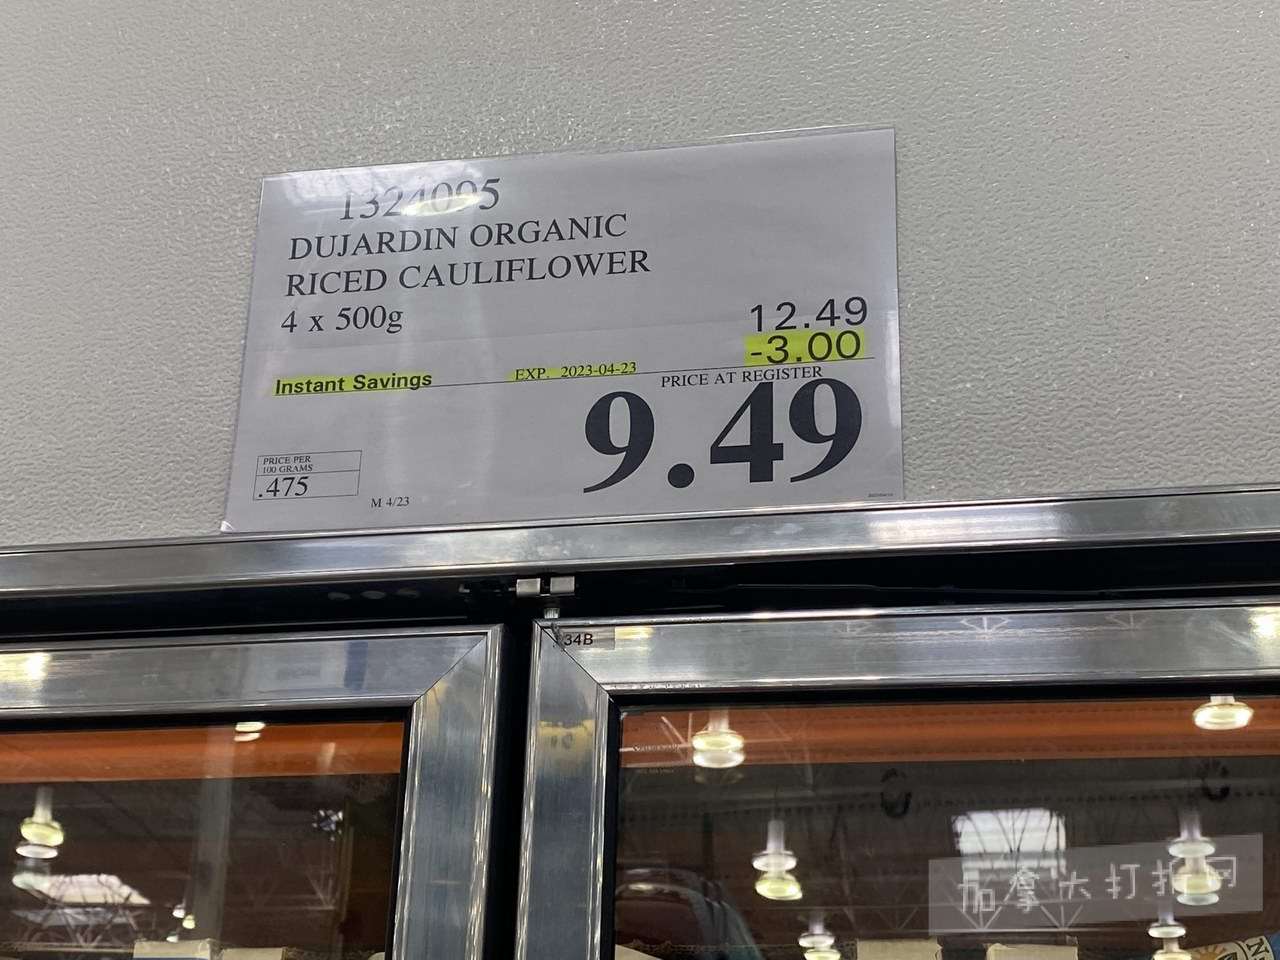 1324095
DUJARDIN ORGANIC
RICED CAULIFLOWER
4 x 500g
12.49
-3.00
Instant Savings
EXP. 2023-04-23
PRICE AT REGISTER
9.49
PRICE PER
100 GRAMS
.475
M 4/23
34B
加拿大打折网